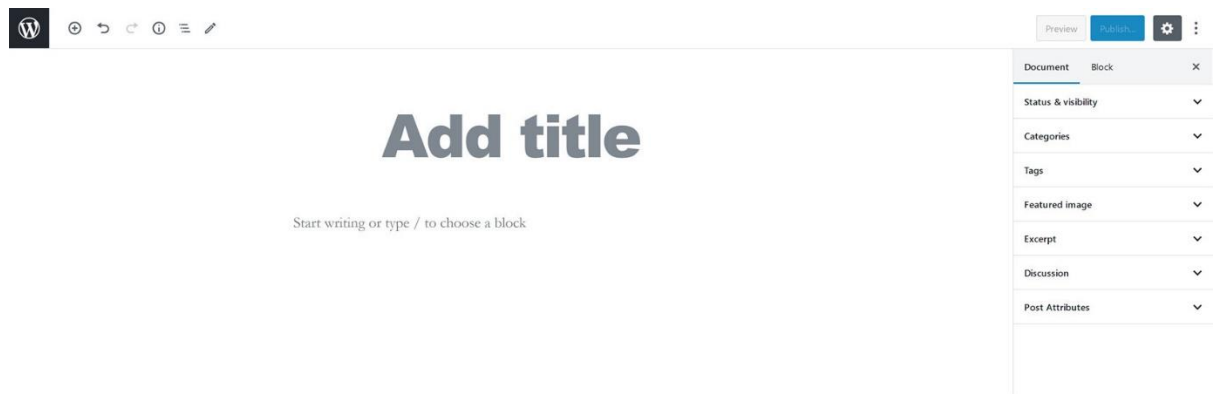 Preview Publish...
Document Block
Status & visibility
Add title
Categories
Tags
Featured image
Start writing or type / to choose a block
Excerpt
Discussion
Post Attributes